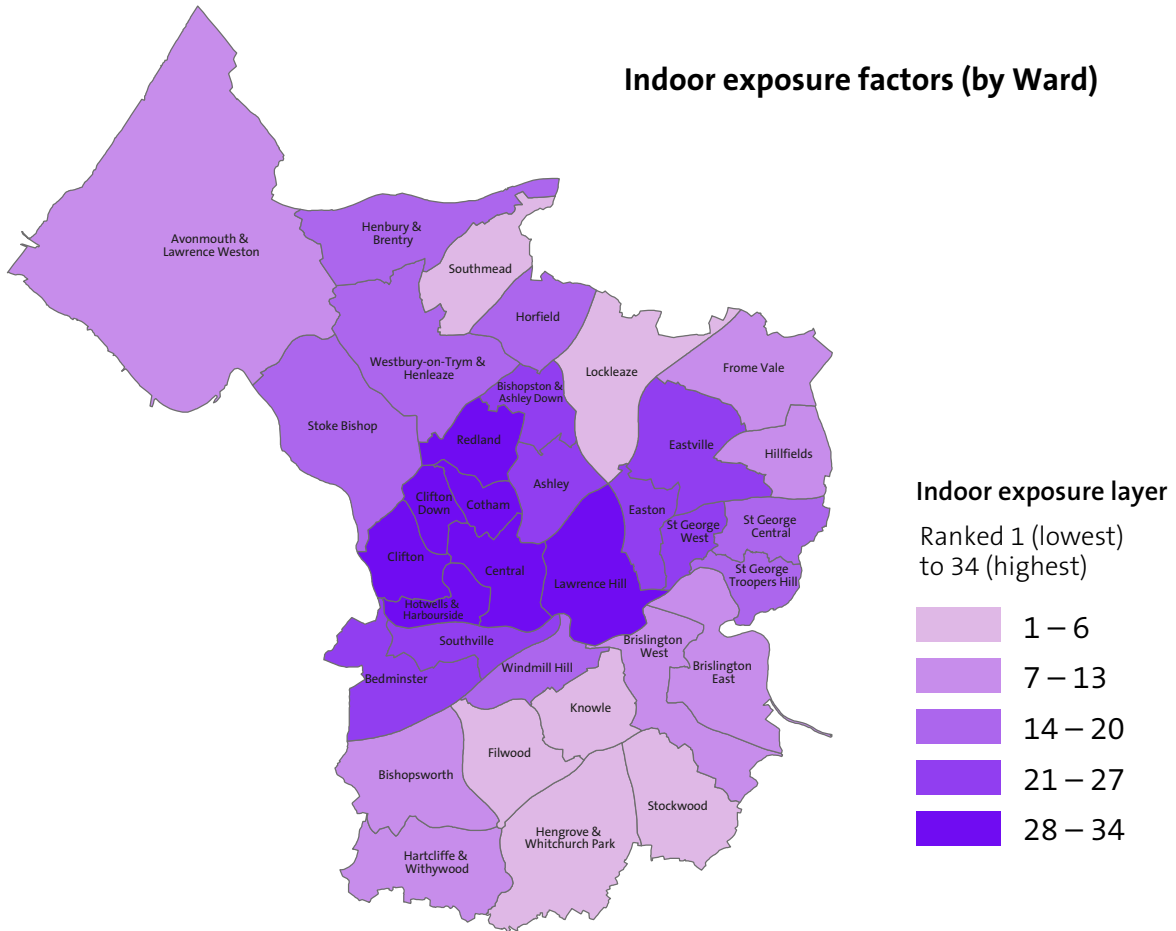 Indoor exposure factors (by Ward)
Avonmouth &
Lawrence Weston
Henbury &
Brentry
Southmead
Horfield
Westbury-on-Trym &
Henleaze
Bishopston &
Ashley Down
Lockleaze
Frome Vale
Stoke Bishop
Redland
Eastville
Hillfields
Clifton
Down
Cotham
Ashley
Easton
St George
West
St George
Central
Clifton
Central
Lawrence Hill
St George
Troopers Hill
Hotwells &
Harbourside
Southville
Windmill Hill
Brislington
West
Brislington
East
Bedminster
Knowle
Filwood
Bishopsworth
Stockwood
Hengrove &
Whitchurch Park
Hartcliffe &
Withywood
Indoor exposure layer
Ranked 1 (lowest)
to 34 (highest)
1 – 6
7 – 13
14 – 20
21 – 27
28 – 34